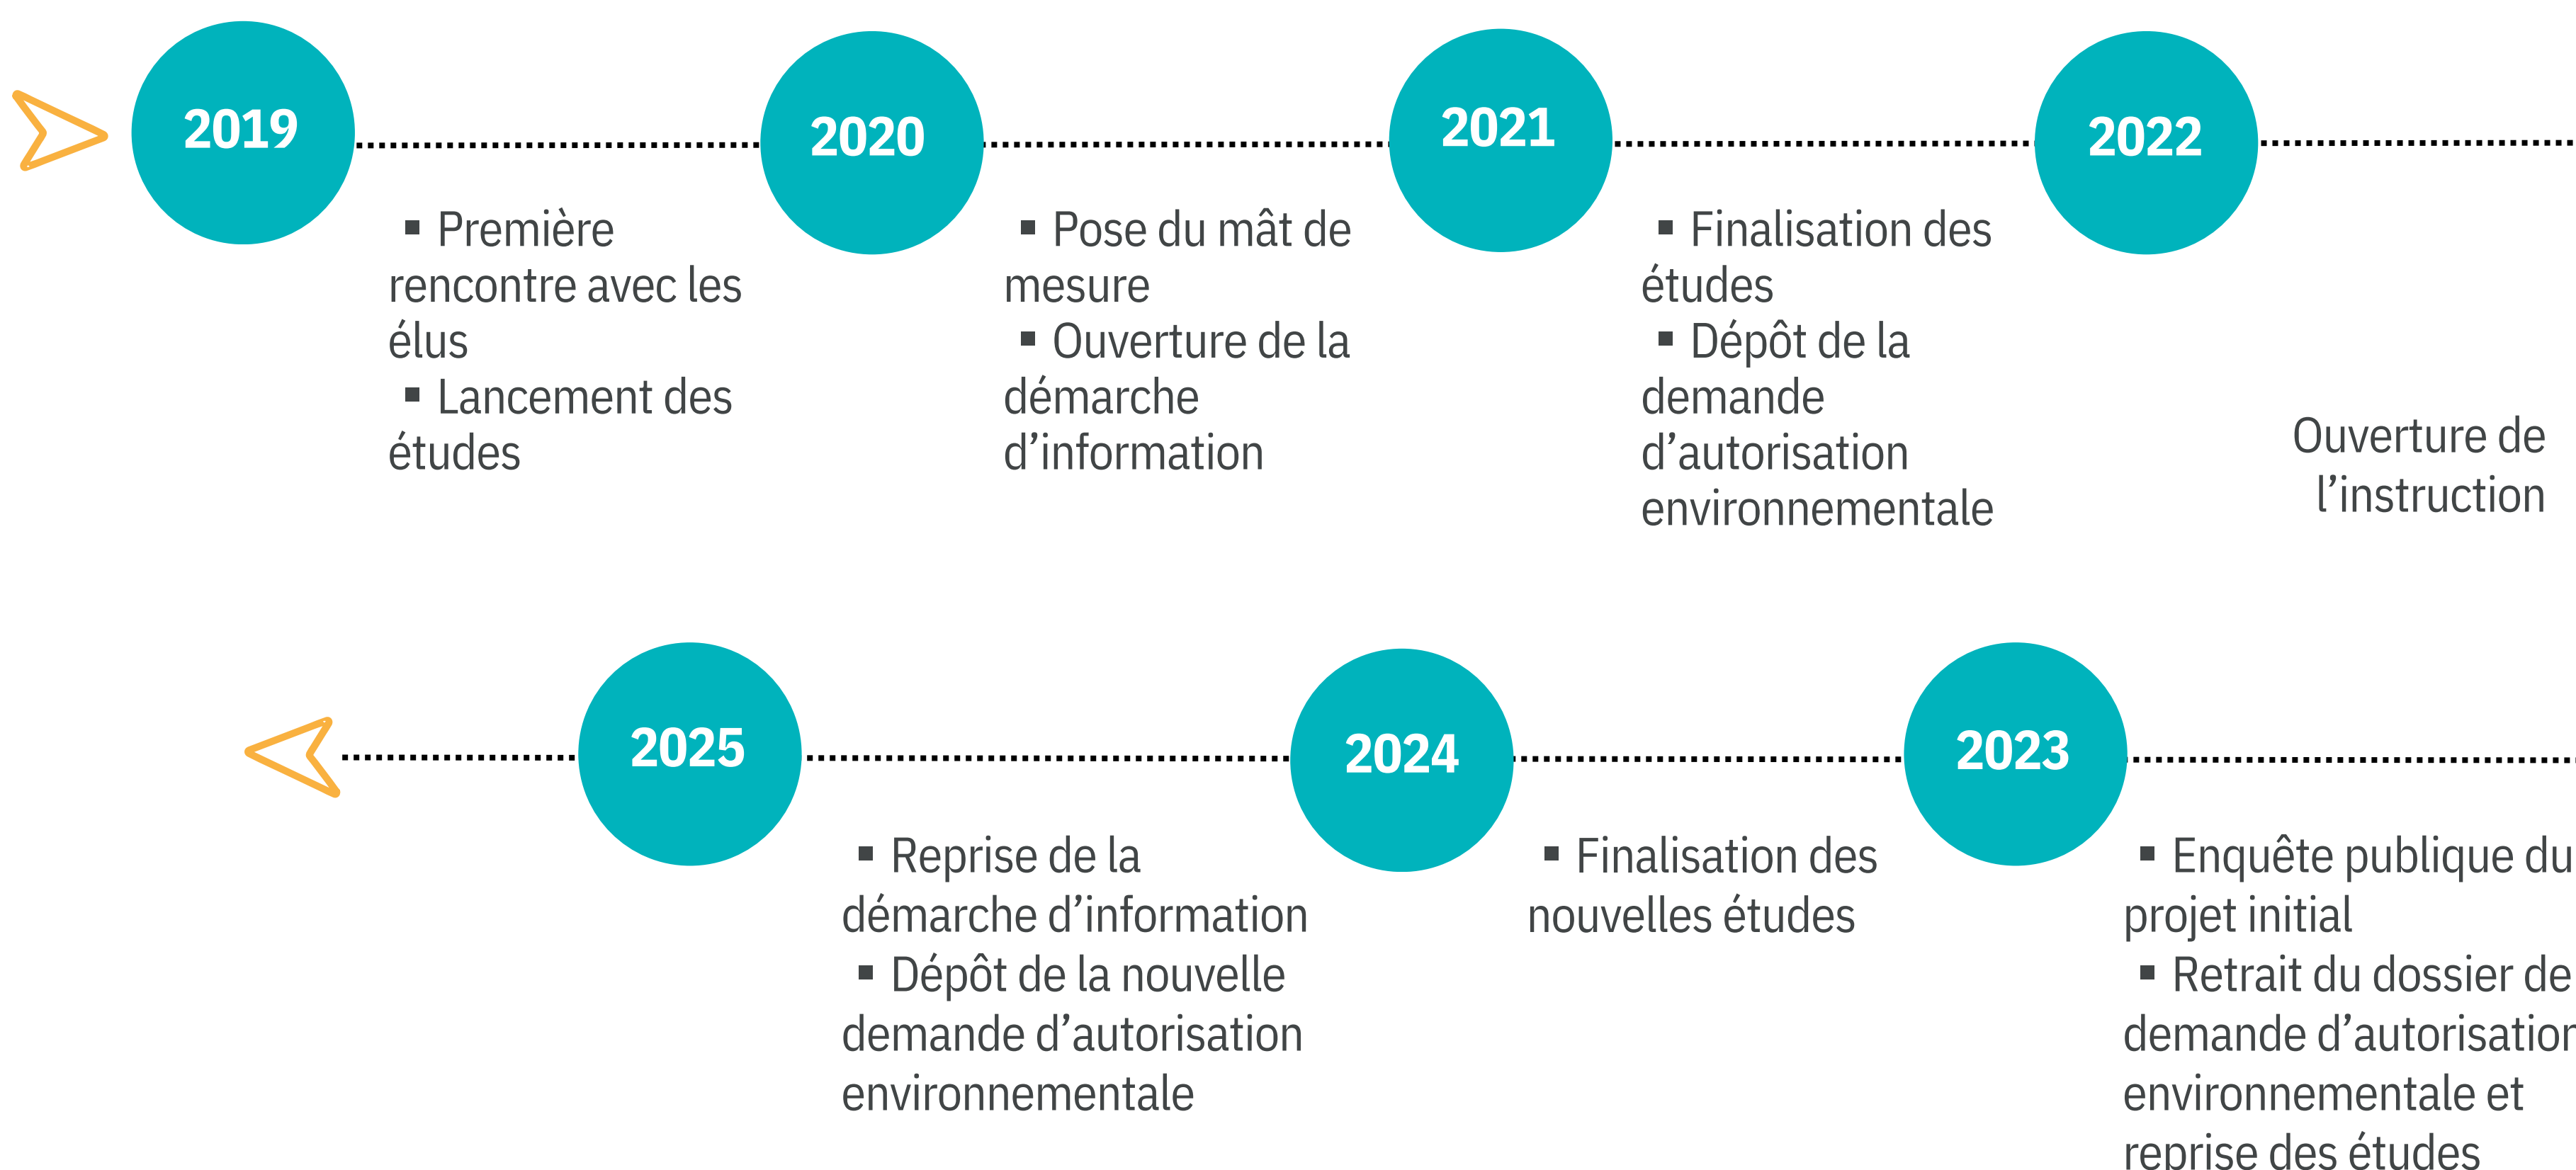 2019
▪ Première
rencontre avec les
élus
▪ Lancement des
études
2020
▪ Pose du mât de
mesure
▪ Ouverture de la
démarche
d’information
2021
▪ Finalisation des
études
▪ Dépôt de la
demande
d’autorisation
environnementale
2022
Ouverture de
l’instruction
2023
▪ Enquête publique du
projet initial
▪ Retrait du dossier de
demande d’autorisation
environnementale et
reprise des études
2024
▪ Finalisation des
nouvelles études
2025
▪ Reprise de la
démarche d’information
▪ Dépôt de la nouvelle
demande d’autorisation
environnementale